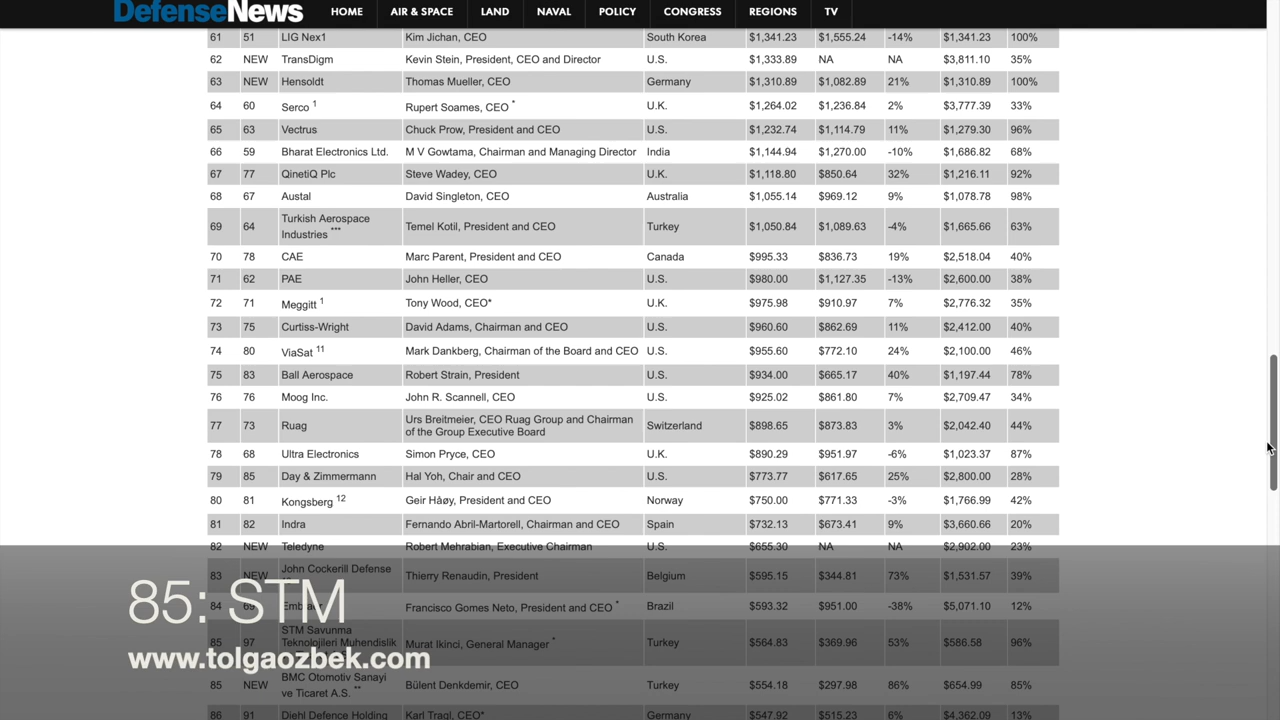 DefenseNews HOME AIR & SPACE LAND NAVAL POLICY CONGRESS REGIONS TV
61 51 LIG Nex1 Kim Jichan, CEO South Korea $1,341.23 $1,555.24 -14% $1,341.23 100%
62 NEW TransDigm Kevin Stein, President, CEO and Director U.S. $1,333.89 NA NA $3,811.10 35%
63 NEW Hensoldt Thomas Mueller, CEO Germany $1,310.89 $1,082.89 21% $1,310.89 100%
64 60 Serco 1 Rupert Soames, CEO * U.K. $1,264.02 $1,236.84 2% $3,777.39 33%
65 63 Vectrus Chuck Prow, President and CEO U.S. $1,232.74 $1,114.79 11% $1,279.30 96%
66 59 Bharat Electronics Ltd. M V Gowtama, Chairman and Managing Director India $1,144.94 $1,270.00 -10% $1,686.82 68%
67 77 QinetiQ Plc Steve Wadey, CEO U.K. $1,118.80 $850.64 32% $1,216.11 92%
68 67 Austal David Singleton, CEO Australia $1,055.14 $969.12 9% $1,078.78 98%
69 64 Turkish Aerospace Industries *** Temel Kotil, President and CEO Turkey $1,050.84 $1,089.63 -4% $1,665.66 63%
70 78 CAE Marc Parent, President and CEO Canada $995.33 $836.73 19% $2,518.04 40%
71 62 PAE John Heller, CEO U.S. $980.00 $1,127.35 -13% $2,600.00 38%
72 71 Meggitt 1 Tony Wood, CEO* U.K. $975.98 $910.97 7% $2,776.32 35%
73 75 Curtiss-Wright David Adams, Chairman and CEO U.S. $960.60 $862.69 11% $2,412.00 40%
74 80 ViaSat 11 Mark Dankberg, Chairman of the Board and CEO U.S. $955.60 $772.10 24% $2,100.00 46%
75 83 Ball Aerospace Robert Strain, President U.S. $934.00 $665.17 40% $1,197.44 78%
76 76 Moog Inc. John R. Scannell, CEO U.S. $925.02 $861.80 7% $2,709.47 34%
77 73 Ruag Urs Breitmeier, CEO Ruag Group and Chairman of the Group Executive Board Switzerland $898.65 $873.83 3% $2,042.40 44%
78 68 Ultra Electronics Simon Pryce, CEO U.K. $890.29 $951.97 -6% $1,023.37 87%
79 85 Day & Zimmermann Hal Yoh, Chair and CEO U.S. $773.77 $617.65 25% $2,800.00 28%
80 81 Kongsberg 12 Geir Håøy, President and CEO Norway $750.00 $771.33 -3% $1,766.99 42%
81 82 Indra Fernando Abril-Martorell, Chairman and CEO Spain $732.13 $673.41 9% $3,660.66 20%
82 NEW Teledyne Robert Mehrabian, Executive Chairman U.S. $655.30 NA NA $2,902.00 23%
83 NEW John Cockerill Defense Thierry Renaudin, President Belgium $595.15 $344.81 73% $1,531.57 39%
84 69 Embraer Francisco Gomes Neto, President and CEO * Brazil $593.32 $951.00 -38% $5,071.10 12%
85 97 STM Savunma Teknolojileri Muhendislik Murat Ikinci, General Manager * Turkey $564.83 $369.96 53% $586.58 96%
85 NEW BMC Otomotiv Sanayi ve Ticaret A.S. ** Bülent Denkdemir, CEO Turkey $554.18 $297.98 86% $654.99 85%
86 91 Diehl Defence Holding Karl Tragl, CEO* Germany $547.92 $515.23 6% $4,362.09 13%
85: STM
www.tolgaozbek.com